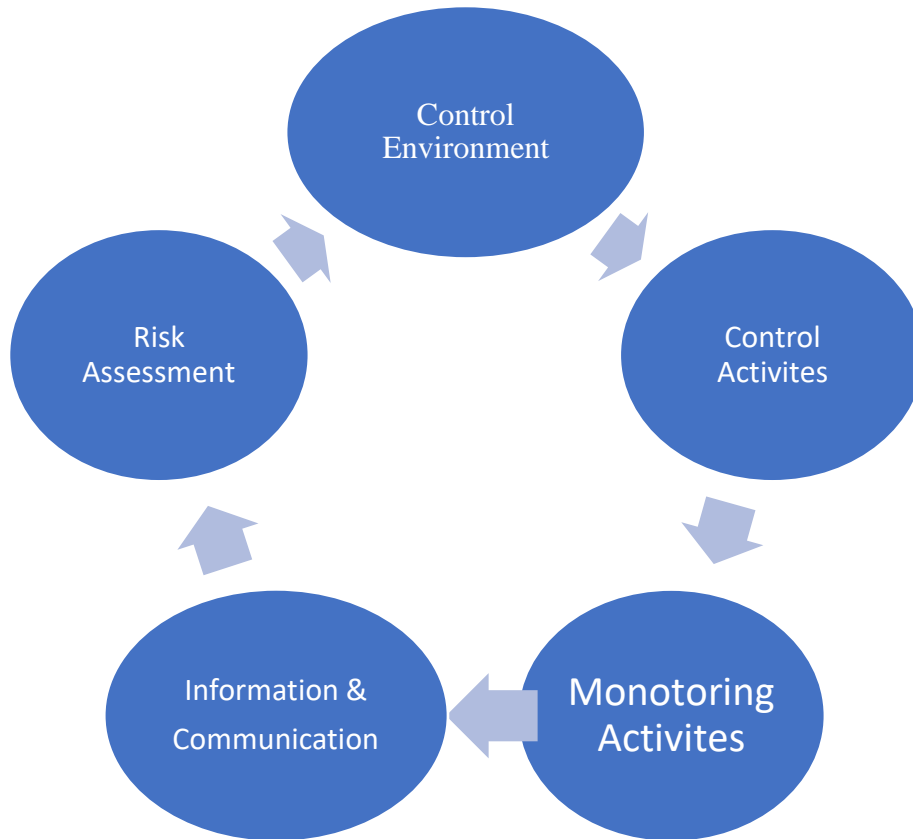 Control
Environment
Risk
Assessment
Control
Activites
Information &
Communication
Monotoring
Activites